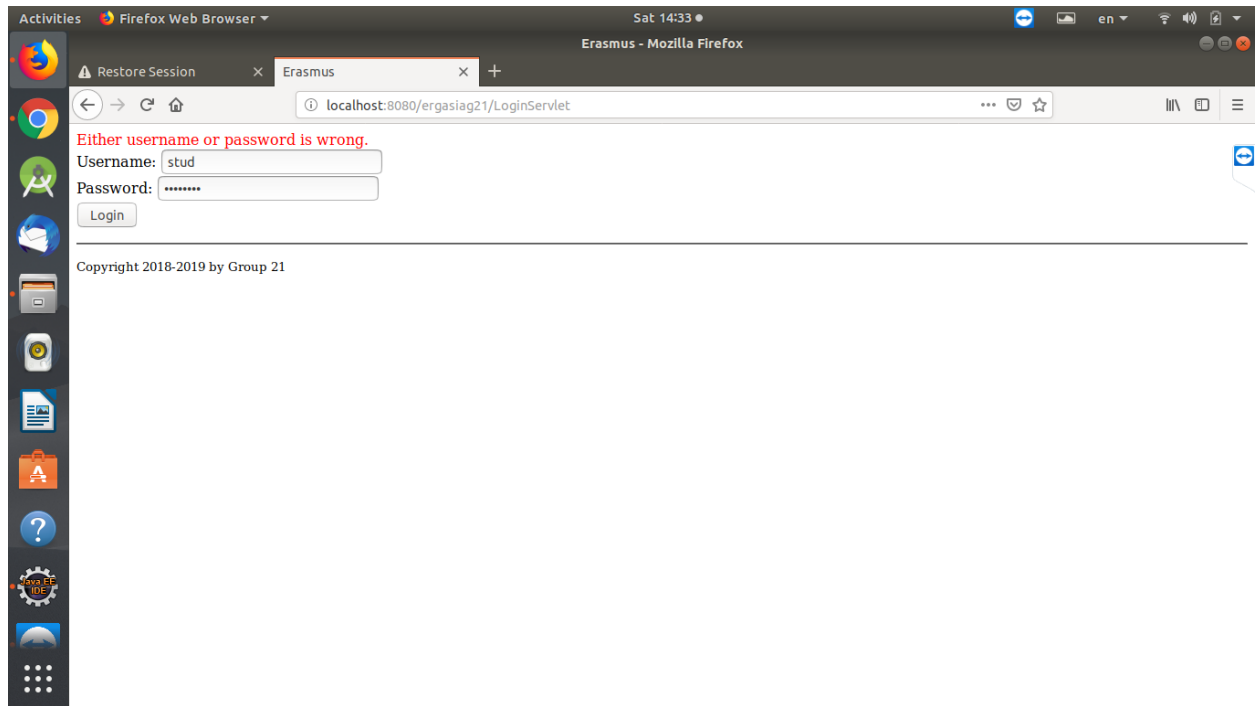 Activities Firefox Web Browser Sat 14:33 en
Erasmus - Mozilla Firefox
Restore Session Erasmus
localhost:8080/ergasiag21/LoginServlet
Either username or password is wrong.
Username: stud
Password: ••••••••
Login
Copyright 2018-2019 by Group 21
Java EE
IDE